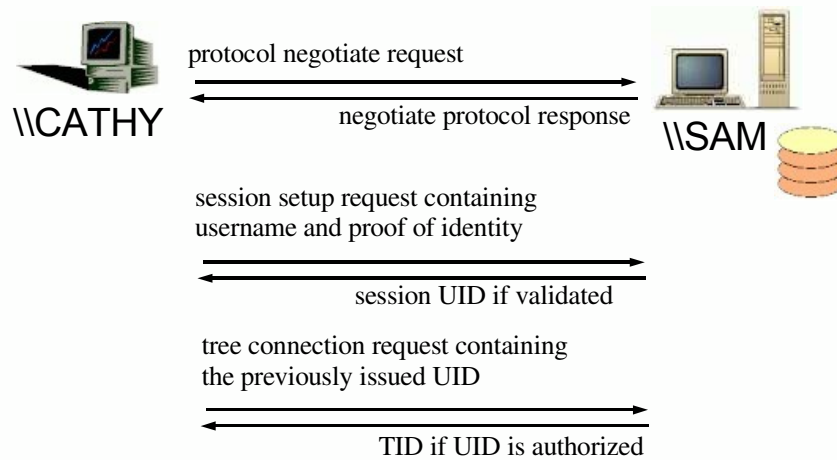 protocol negotiate request
negotiate protocol response
\\CATHY
\\SAM
session setup request containing
username and proof of identity
session UID if validated
tree connection request containing
the previously issued UID
TID if UID is authorized